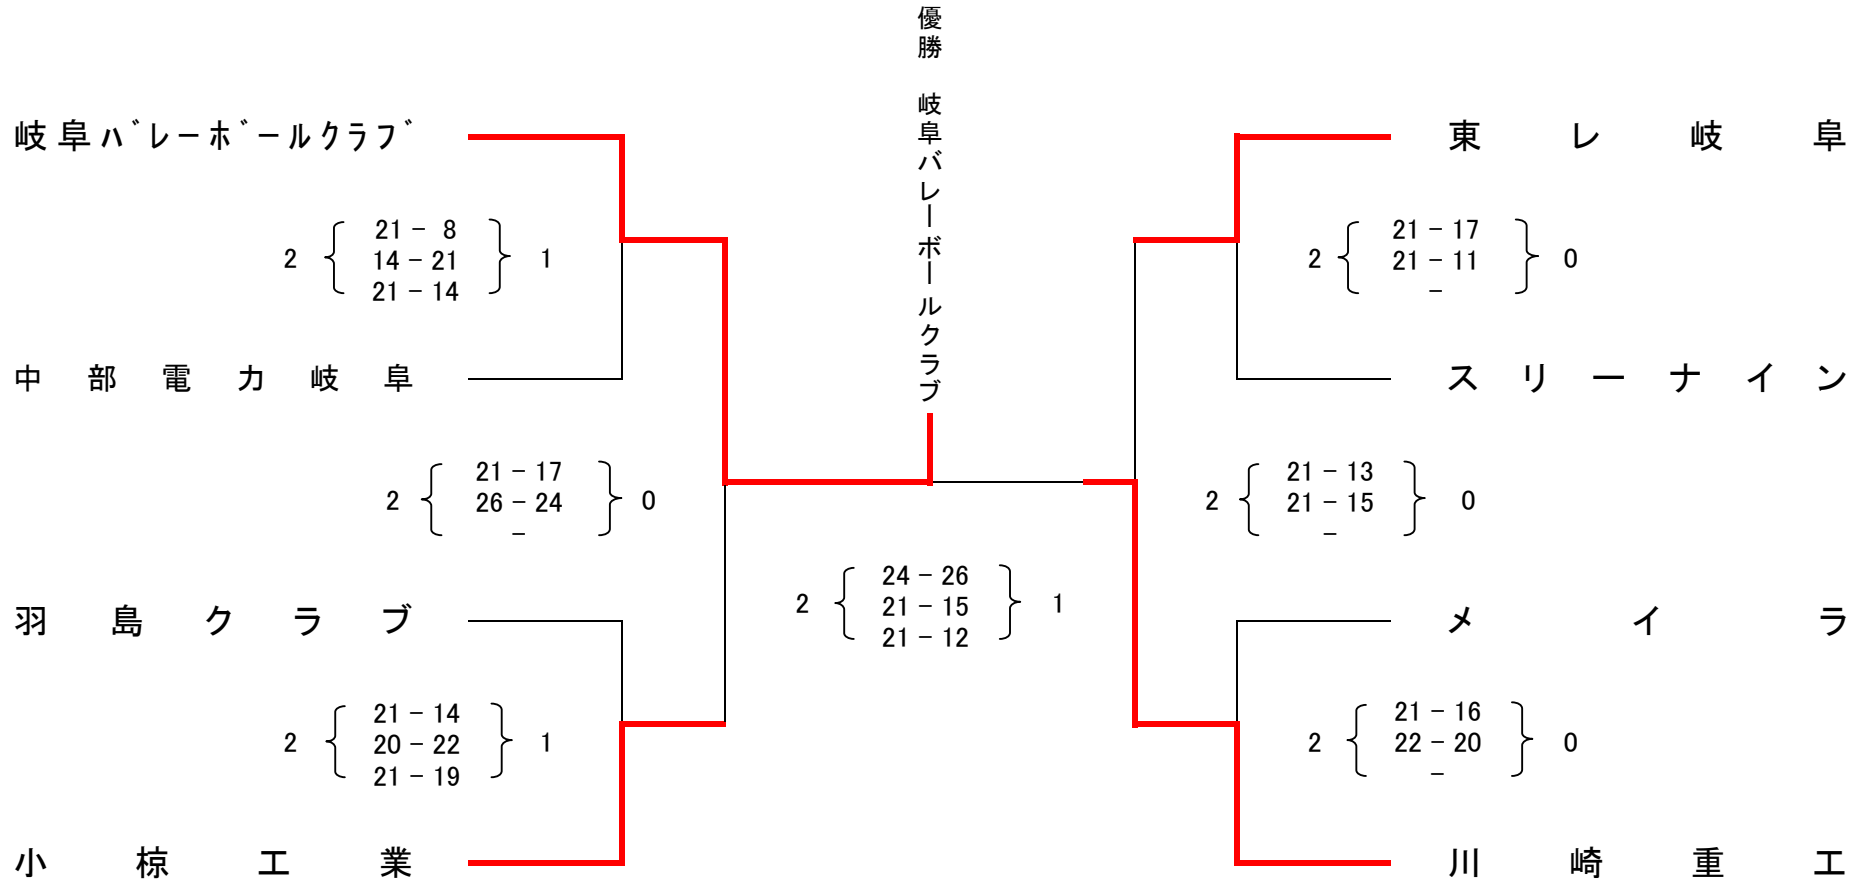 優勝 岐阜バレーボールクラブ
岐阜ﾊﾞﾚｰﾎﾞｰﾙｸﾗﾌﾞ
東レ岐阜
21 － 8
2 14 － 21 1
21 － 14
21 － 17
2 21 － 11 0
－
中部電力岐阜
スリーナイン
21 － 17
2 26 － 24 0
－
21 － 13
2 21 － 15 0
－
24 － 26
2 21 － 15 1
21 － 12
羽島クラブ
メイラ
21 － 14
2 20 － 22 1
21 － 19
21 － 16
2 22 － 20 0
－
小椋工業
川崎重工